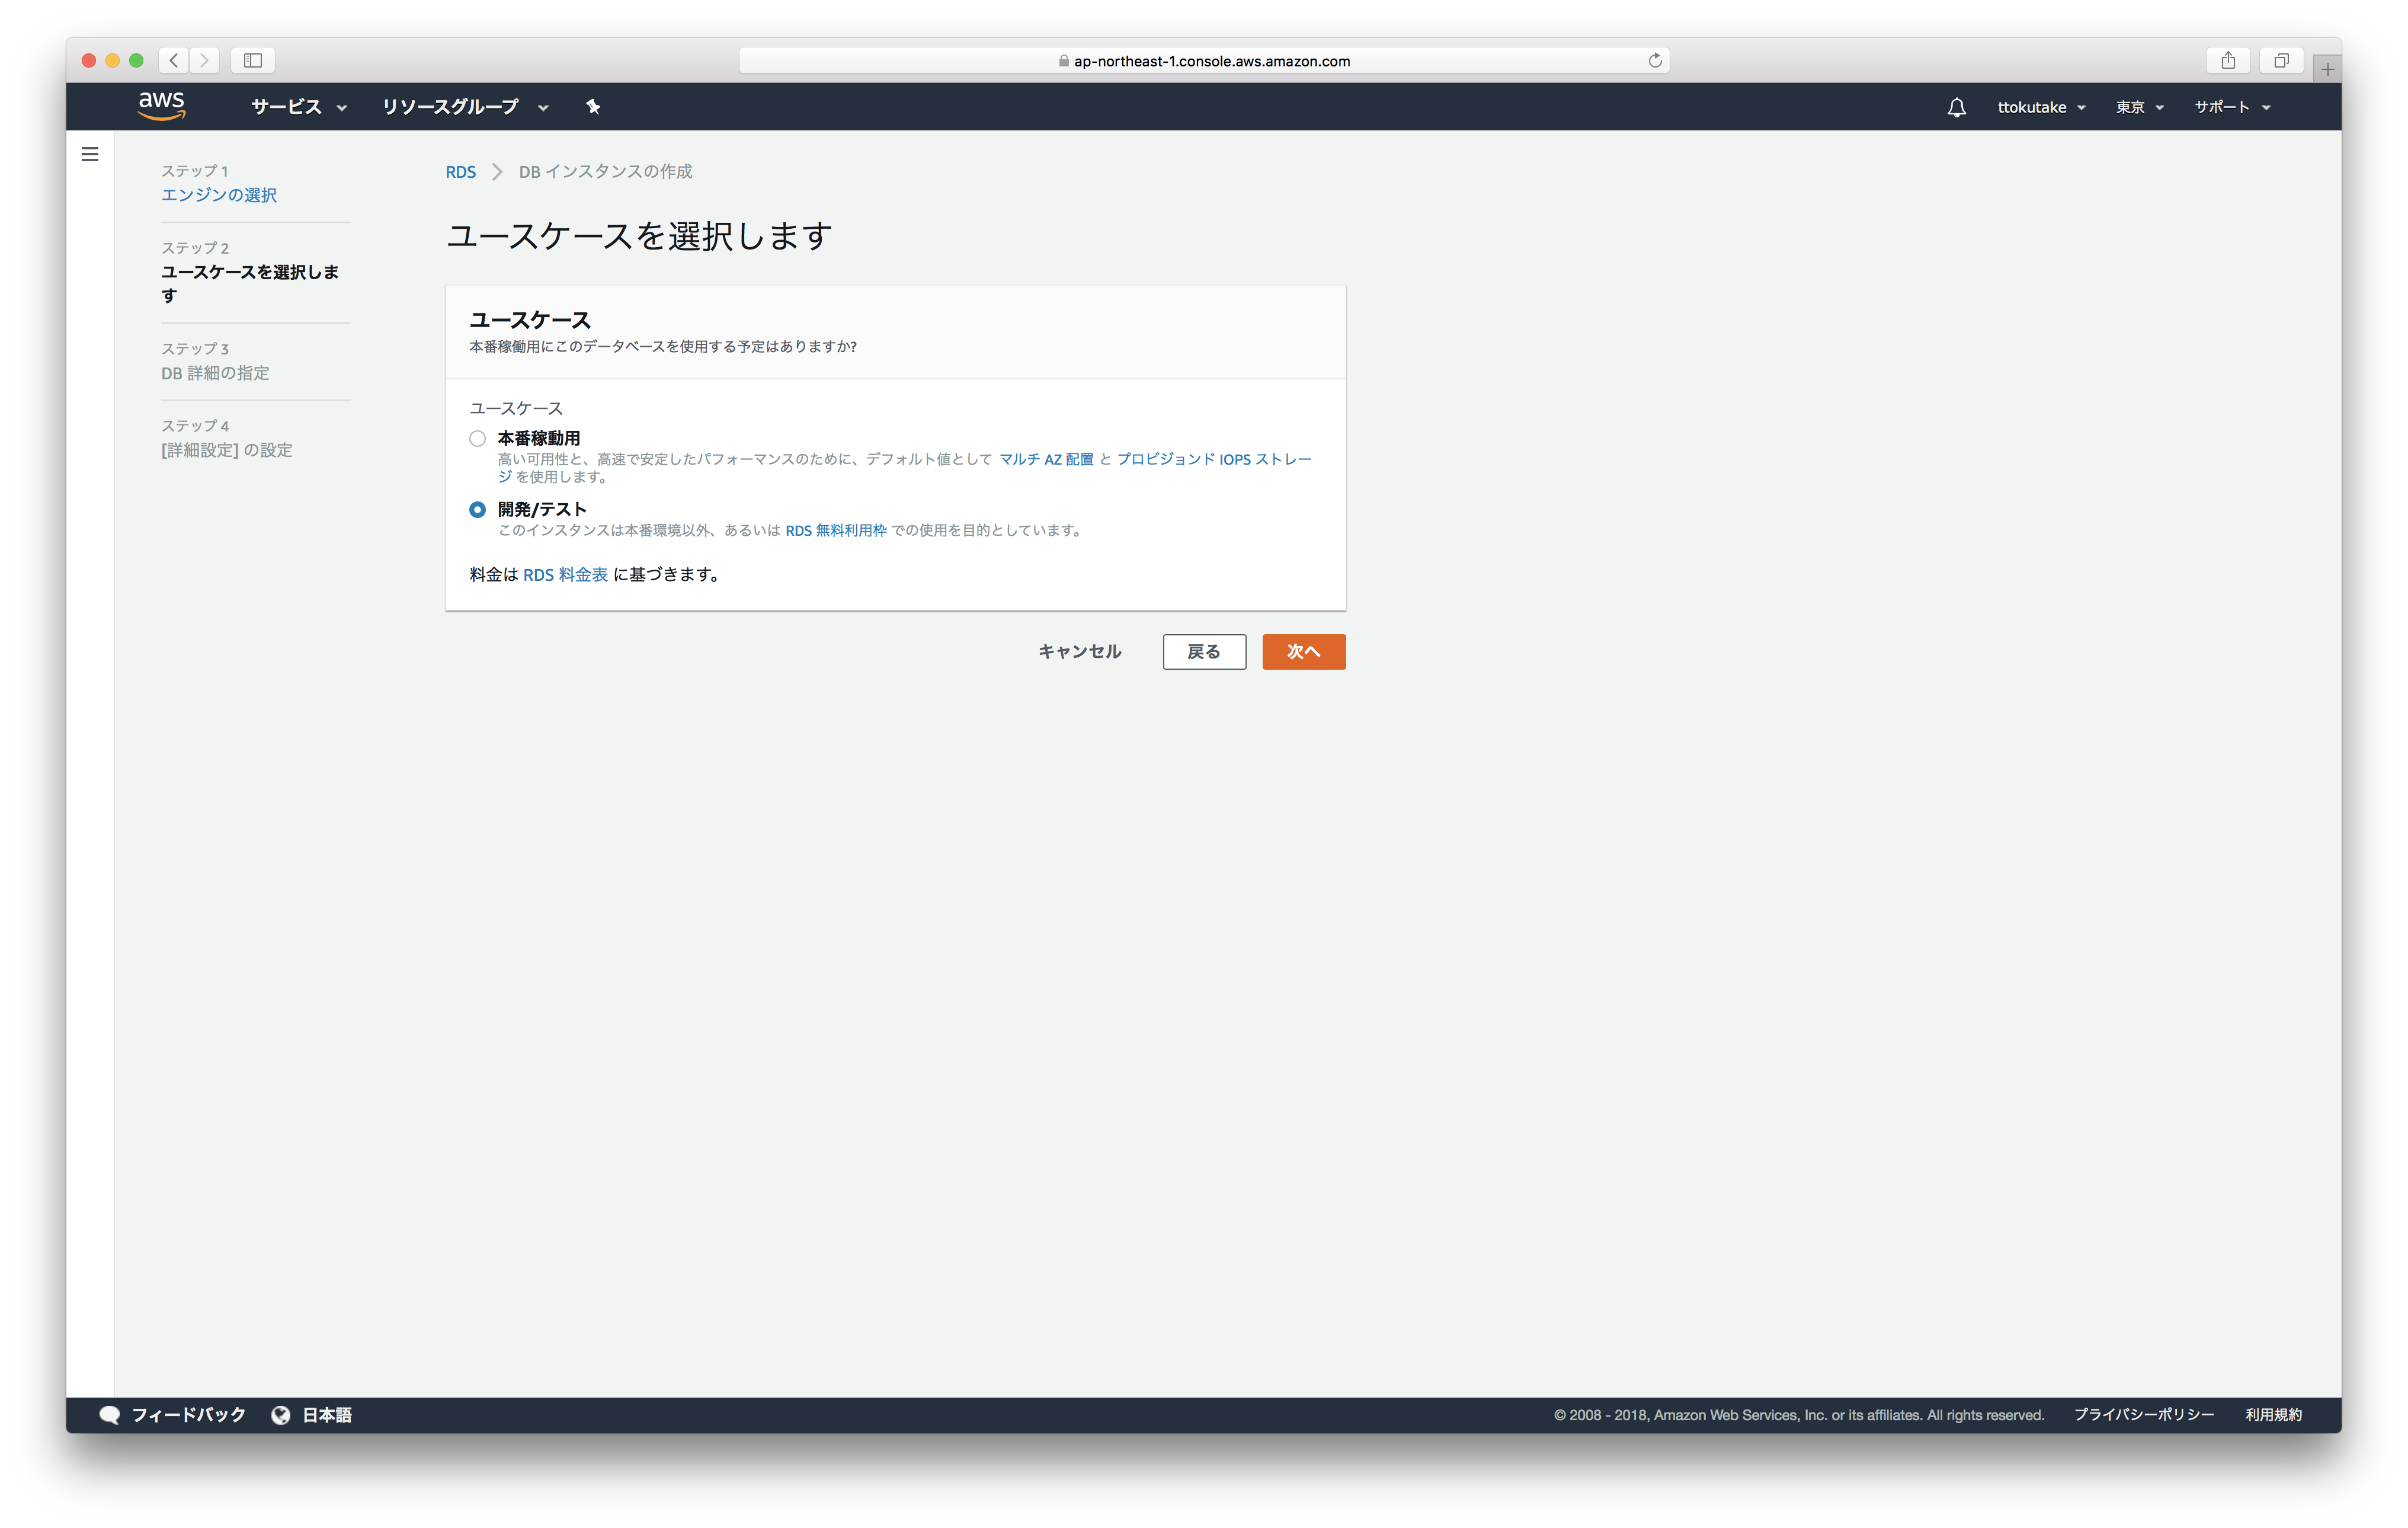 ap-northeast-1.console.aws.amazon.com
aws サービス リソースグループ ttokutake 東京 サポート
ステップ 1
エンジンの選択
ステップ 2
ユースケースを選択しま
す
ステップ 3
DB 詳細の指定
ステップ 4
[詳細設定] の設定
RDS DB インスタンスの作成
ユースケースを選択します
ユースケース
本番稼働用にこのデータベースを使用する予定はありますか?
ユースケース
本番稼動用
高い可用性と、高速で安定したパフォーマンスのために、デフォルト値として マルチ AZ 配置 と プロビジョンド IOPS ストレー
ジ を使用します。
開発/テスト
このインスタンスは本番環境以外、あるいは RDS 無料利用枠 での使用を目的としています。
料金は RDS 料金表 に基づきます。
キャンセル 戻る 次へ
フィードバック 日本語 © 2008 - 2018, Amazon Web Services, Inc. or its affiliates. All rights reserved. プライバシーポリシー 利用規約